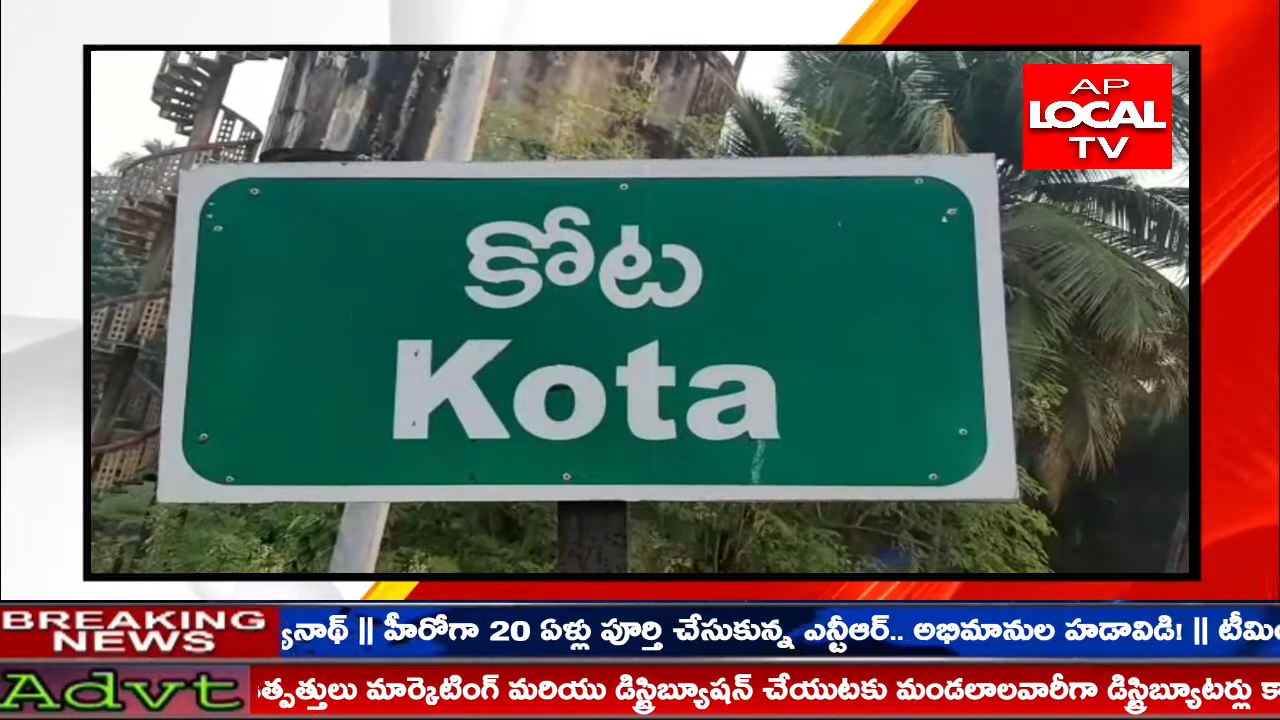 AP
LOCAL
TV
కోట
Kota
BREAKING
NEWS
|| హీరోగా 20 ఏళ్లు పూర్తి చేసుకున్న ఎన్టీఆర్.. అభిమానుల హడావిడి! ||
Advt
మార్కెటింగ్ మరియు డిస్ట్రిబ్యూషన్ చేయుటకు మండలాలవారీగా డిస్ట్రిబ్యూటర్లు